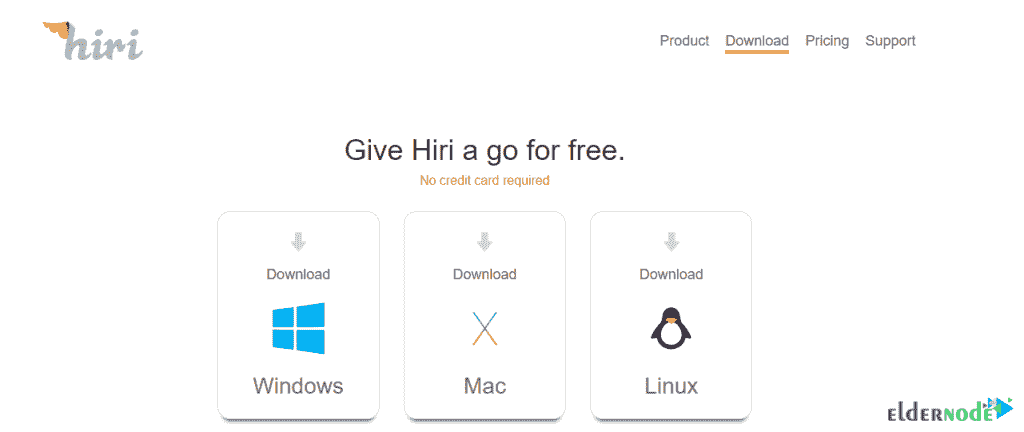 hiri
Product Download Pricing Support
Give Hiri a go for free.
No credit card required
Download Download Download
Windows Mac Linux
eldernode